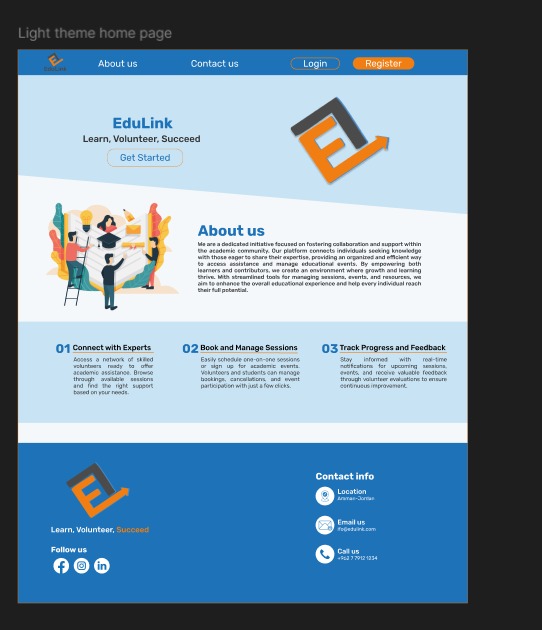 Light theme home page
About us
Contact us
Login
Register
EduLink
Learn, Volunteer, Succeed
Get Started
About us
We are a dedicated initiative focused on fostering collaboration and support within
the academic community. Our platform connects individuals seeking knowledge
with those eager to share their expertise, providing an organized and efficient way
to access assistance and manage educational events. By empowering both
learners and contributors, we create an environment where growth and learning
thrive. With streamlined tools for managing sessions, events, and resources, we
aim to enhance the overall educational experience and help every individual reach
their full potential.
01 Connect with Experts
Access a network of skilled
volunteers ready to offer
academic assistance. Browse
through available sessions
and find the right support
based on your needs.
02 Book and Manage Sessions
Easily schedule one-on-one sessions
or sign up for academic events.
Volunteers and students can manage
bookings, cancellations, and event
participation with just a few clicks.
03 Track Progress and Feedback
Stay informed with real-time
notifications for upcoming sessions,
events, and receive valuable feedback
through volunteer evaluations to ensure
continuous improvement.
Learn, Volunteer, Succeed
Follow us
Contact info
Location
Amman-Jordan
Email us
Call us
+962 7 7912 1234